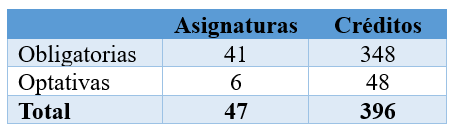 Asignaturas Créditos
Obligatorias 41 348
Optativas 6 48
Total 47 396